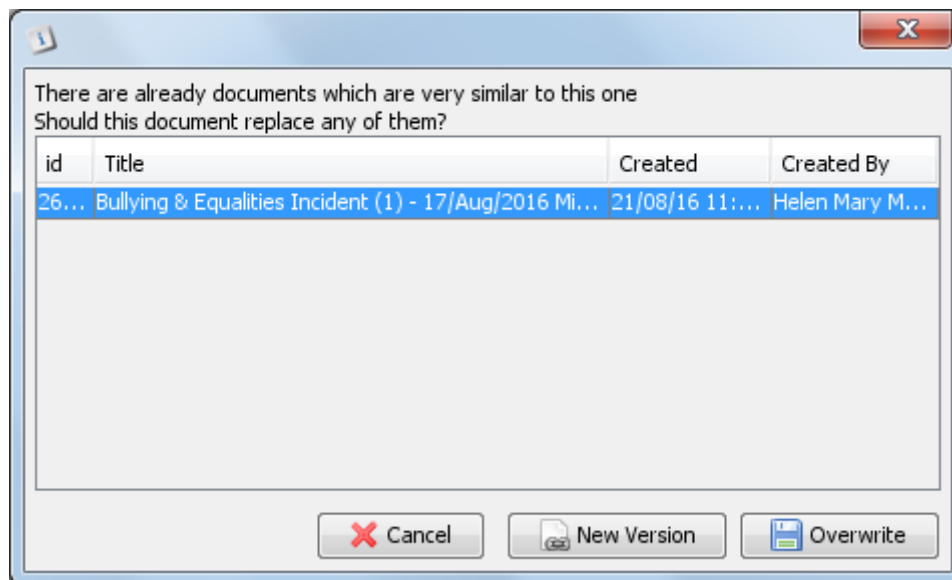 There are already documents which are very similar to this one
Should this document replace any of them?
id Title Created Created By
26... Bullying & Equalities Incident (1) - 17/Aug/2016 Mi... 21/08/16 11:... Helen Mary M...
Cancel New Version Overwrite